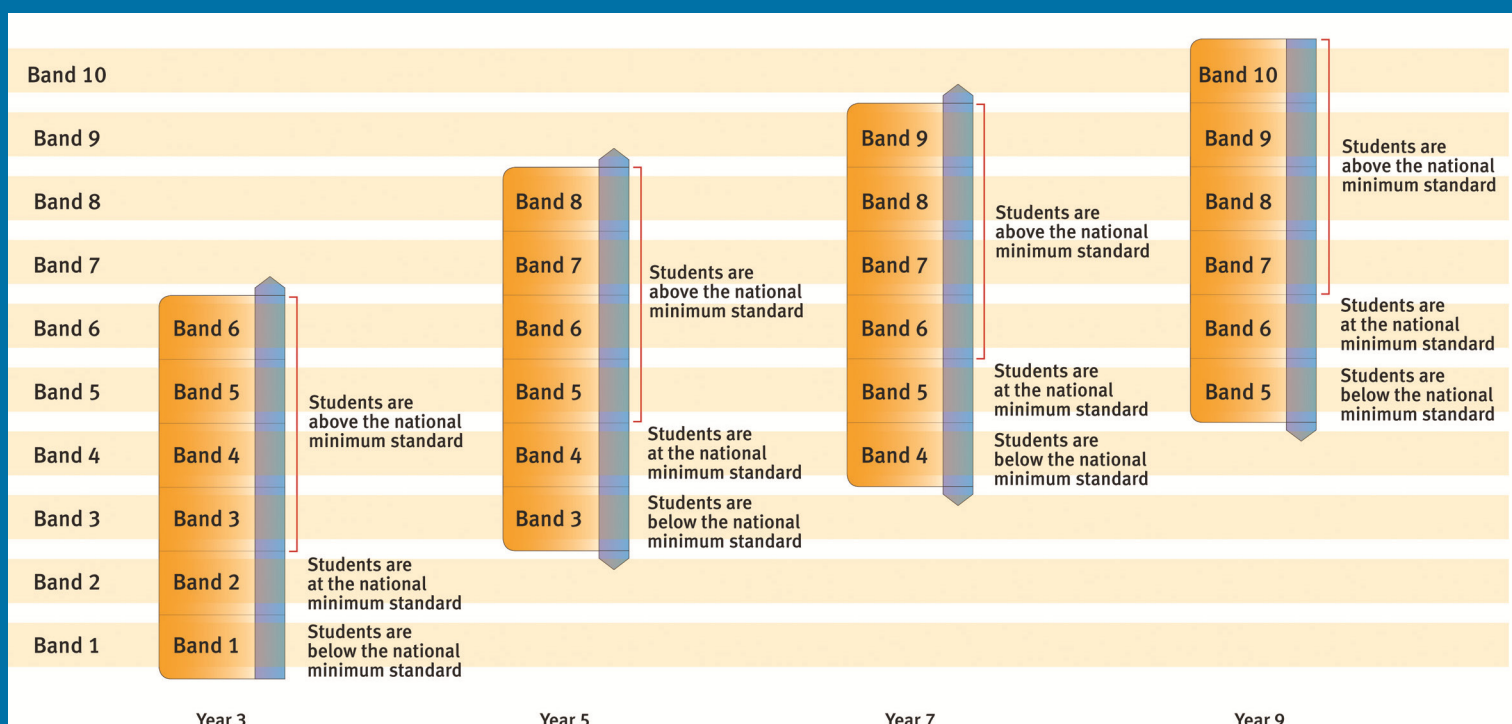 Band 10
Band 9
Band 8
Band 7
Band 6
Band 5
Band 4
Band 3
Band 2
Band 1
Band 6
Band 5
Band 4
Band 3
Band 2
Band 1
Students are
above the national
minimum standard
Students are
at the national
minimum standard
Students are
below the national
minimum standard
Year 3
Band 8
Band 7
Band 6
Band 5
Band 4
Band 3
Students are
above the national
minimum standard
Students are
at the national
minimum standard
Students are
below the national
minimum standard
Year 5
Band 9
Band 8
Band 7
Band 6
Band 5
Band 4
Students are
above the national
minimum standard
Students are
at the national
minimum standard
Students are
below the national
minimum standard
Year 7
Band 10
Band 9
Band 8
Band 7
Band 6
Band 5
Students are
above the national
minimum standard
Students are
at the national
minimum standard
Students are
below the national
minimum standard
Year 9